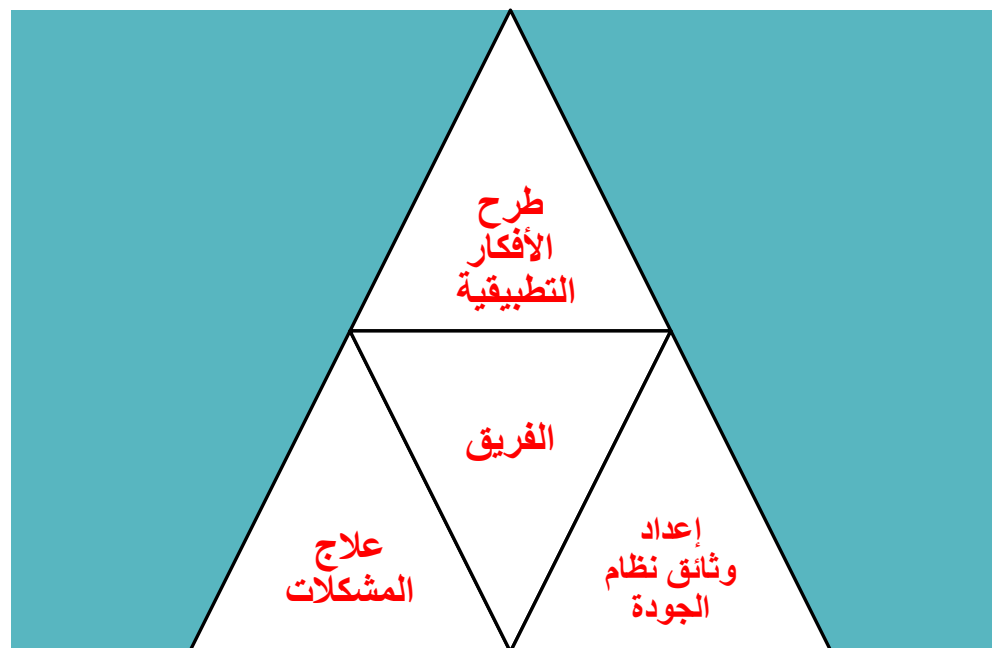 طرح
الأفكار
التطبيقية
الفريق
إعداد
وثائق نظام
الجودة
علاج
المشكلات